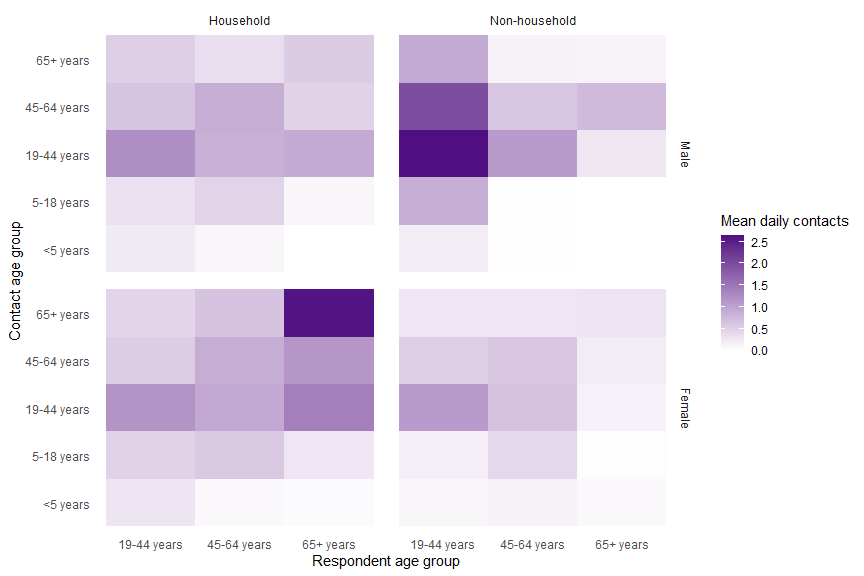 Household
Non-household
65+ years
45-64 years
19-44 years
5-18 years
<5 years
Male
65+ years
45-64 years
19-44 years
5-18 years
<5 years
Female
Contact age group
19-44 years
45-64 years
65+ years
19-44 years
45-64 years
65+ years
Respondent age group
Mean daily contacts
2.5
2.0
1.5
1.0
0.5
0.0